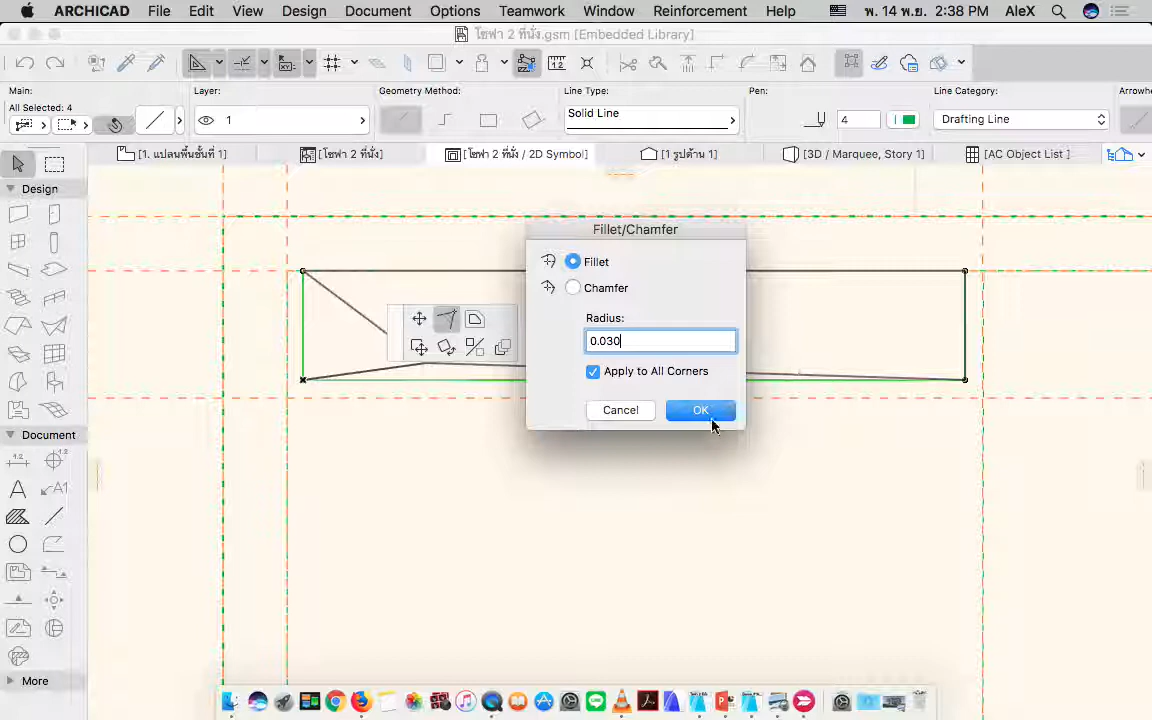 ARCHICAD File Edit View Design Document Options Teamwork Window Reinforcement Help พ. 14 พ.ย. 2:38 PM AleX
โซฟา 2 ที่นั่ง.gsm [Embedded Library]
Main: Layer: Geometry Method: Line Type: Pen: Line Category: Arrowhe
All Selected: 4
1
Solid Line
4
Drafting Line
[1. แปลนพื้นชั้นที่ 1]
[โซฟา 2 ที่นั่ง]
[โซฟา 2 ที่นั่ง / 2D Symbol]
[1 รูปด้าน 1]
[3D / Marquee, Story 1]
[AC Object List ]
Design
Fillet/Chamfer
Fillet
Chamfer
Radius:
0.030
Apply to All Corners
Cancel
OK
Document
1.2
1.2
A
A1
More